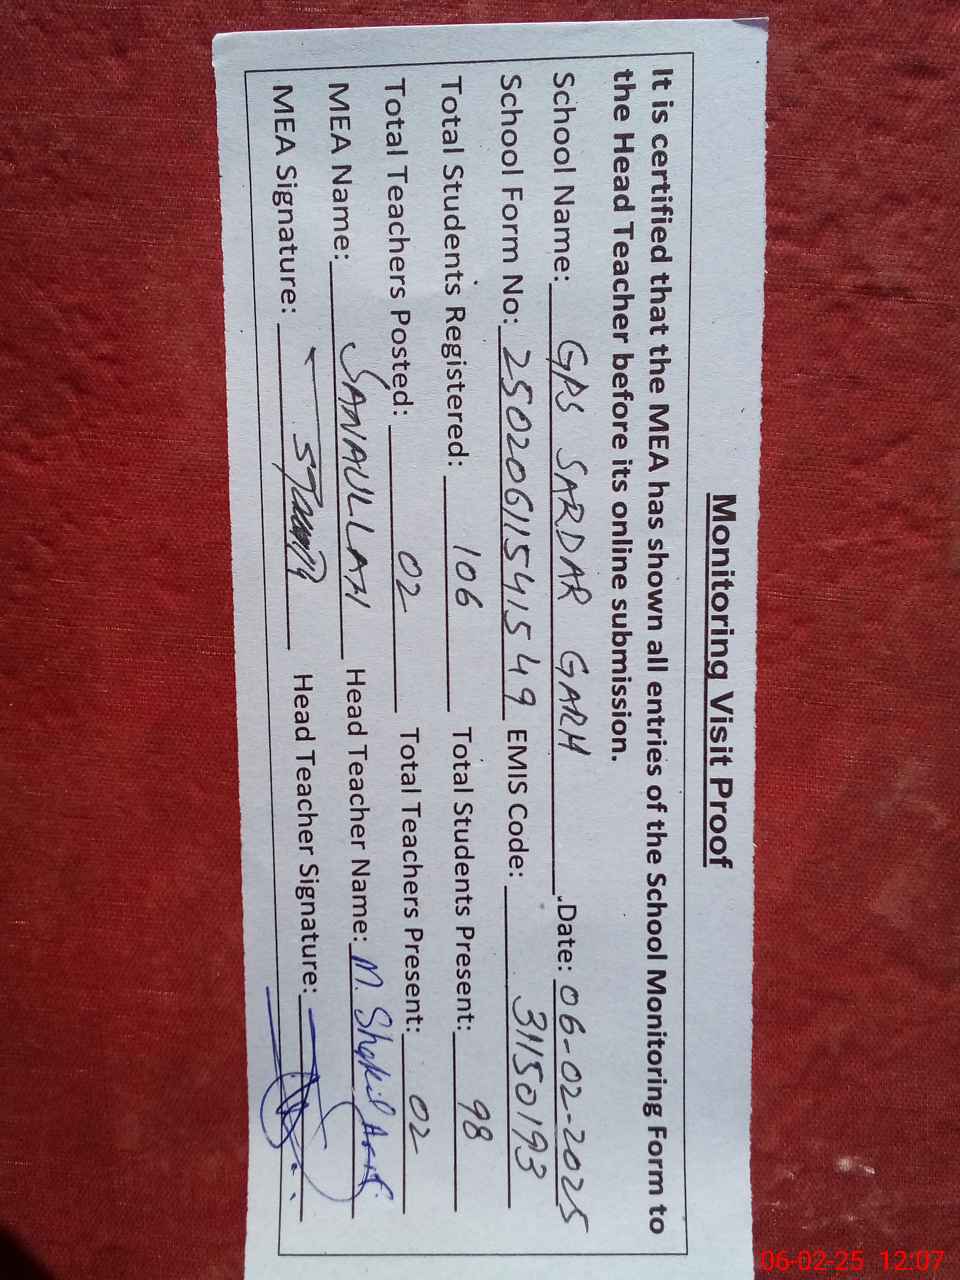 Monitoring Visit Proof
It is certified that the MEA has shown all entries of the School Monitoring Form to
the Head Teacher before its online submission.
School Name: GPS SARDAR GARH .Date: 06-02-2025
School Form No: 250206115415 49 EMIS Code: 31150193
Total Students Registered: 106 Total Students Present: 98
Total Teachers Posted: 02 Total Teachers Present: 02
MEA Name: SANAULLAH Head Teacher Name: M. Shakil
MEA Signature: Head Teacher Signature:
06-02-25 12:07